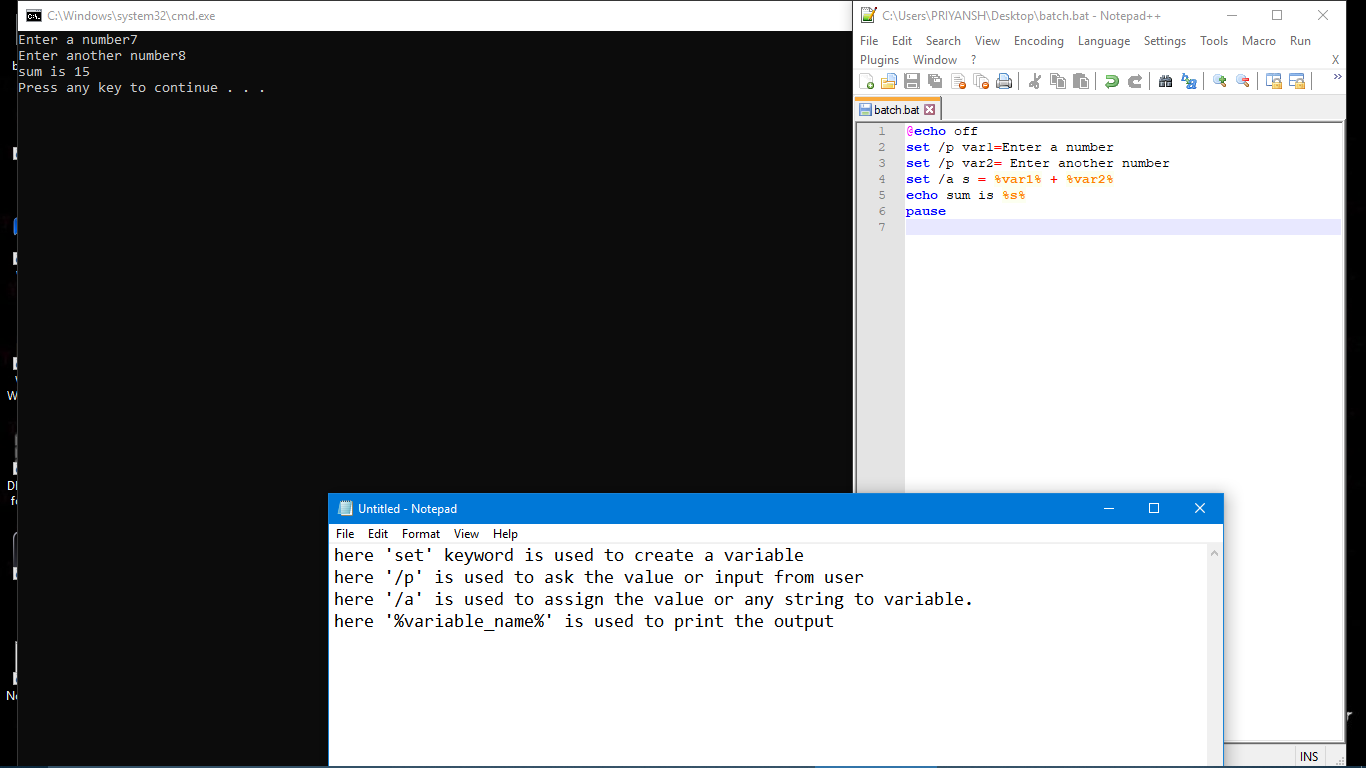 C:\Windows\system32\cmd.exe
Enter a number7
Enter another number8
sum is 15
Press any key to continue . . .
C:\Users\PRIYANSH\Desktop\batch.bat - Notepad++
File Edit Search View Encoding Language Settings Tools Macro Run
Plugins Window ? X
batch.bat
1 @echo off
2 set /p var1=Enter a number
3 set /p var2= Enter another number
4 set /a s = %var1% + %var2%
5 echo sum is %s%
6 pause
7
Untitled - Notepad
File Edit Format View Help
here 'set' keyword is used to create a variable
here '/p' is used to ask the value or input from user
here '/a' is used to assign the value or any string to variable.
here '%variable_name%' is used to print the output
INS